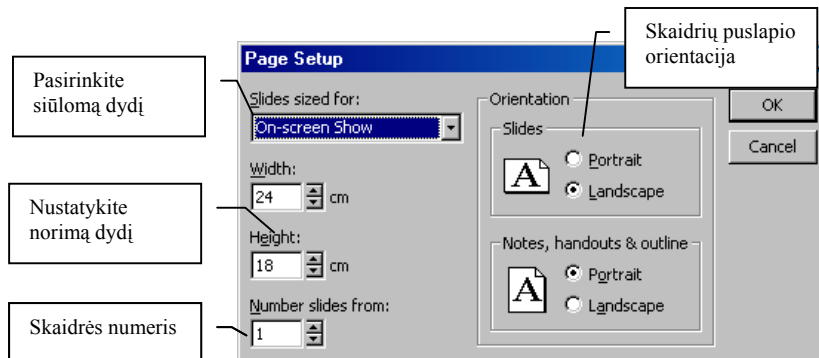 Skaidrių puslapio
orientacija
Page Setup
Pasirinkite
siūlomą dydį
Slides sized for:
On-screen Show
Width:
24 cm
Nustatykite
norimą dydį
Height:
18 cm
Number slides from:
Skaidrės numeris
1
Orientation
Slides
A
Portrait
Landscape
Notes, handouts & outline
A
Portrait
Landscape
OK
Cancel